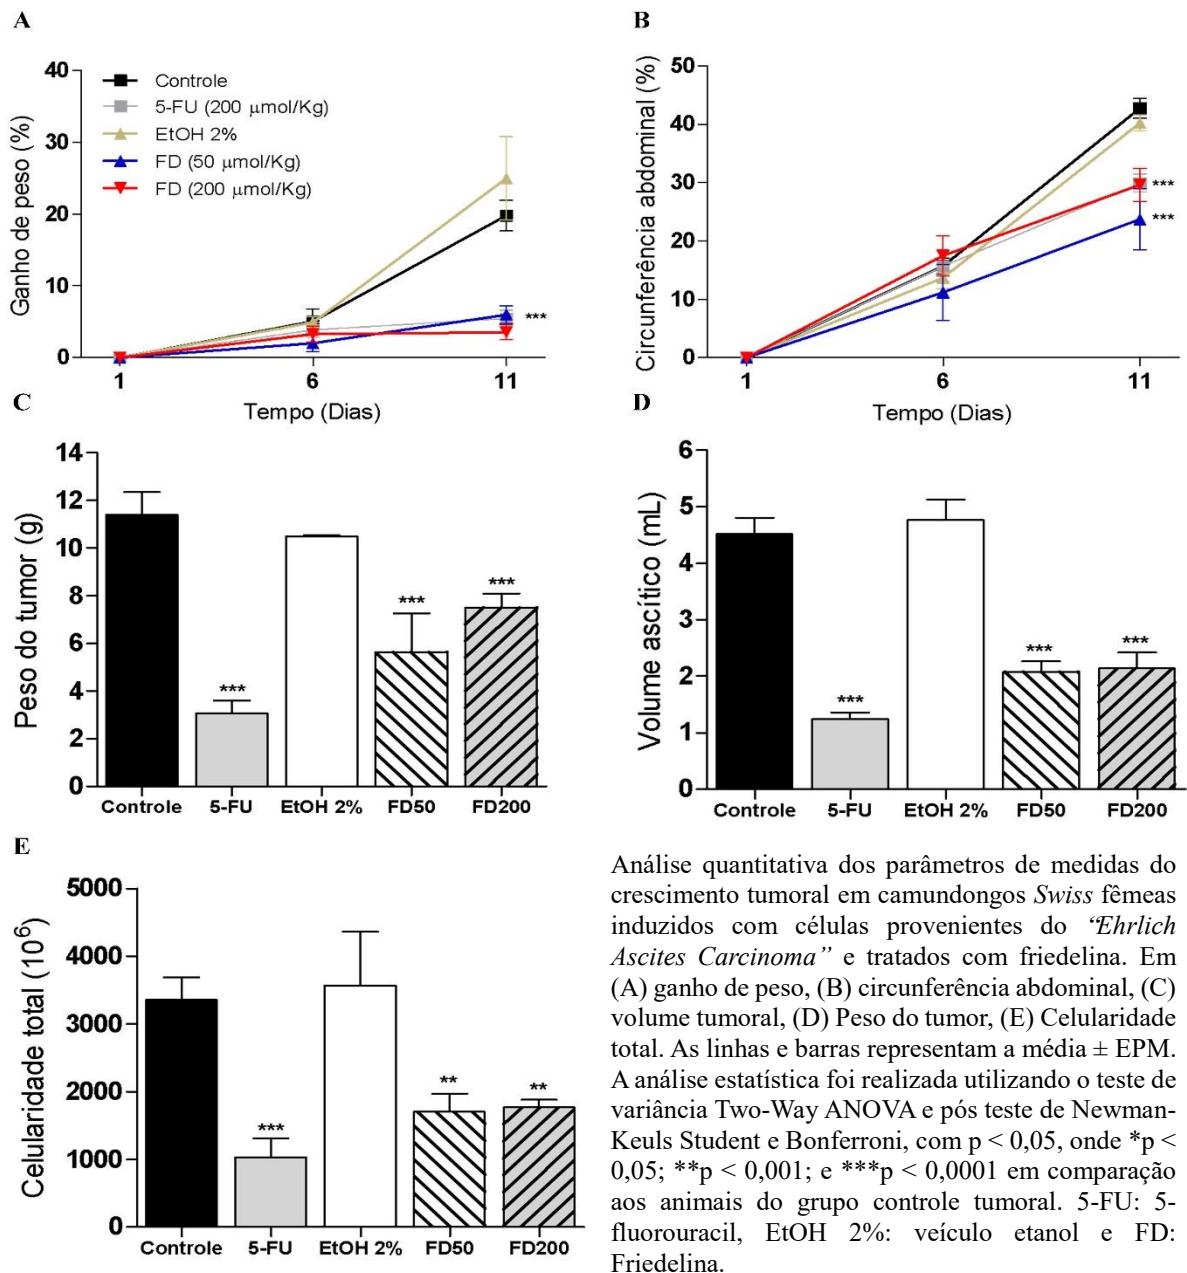 A
Ganho de peso (%)
40
30
20
10
0
Controle
5-FU (200 µmol/Kg)
EtOH 2%
FD (50 µmol/Kg)
FD (200 µmol/Kg)
***
1 6 11
Tempo (Dias)
B
Circunferência abdominal (%)
50
40
30
20
10
0
***
***
1 6 11
Tempo (Dias)
C
Peso do tumor (g)
14
12
10
8
6
4
2
0
***
***
***
Controle 5-FU EtOH 2% FD50 FD200
D
Volume ascítico (mL)
6
5
4
3
2
1
0
***
***
***
Controle 5-FU EtOH 2% FD50 FD200
E
Celularidade total (10⁶)
5000
4000
3000
2000
1000
0
***
**
**
Controle 5-FU EtOH 2% FD50 FD200
Análise quantitativa dos parâmetros de medidas do
crescimento tumoral em camundongos Swiss fêmeas
induzidos com células provenientes do “Ehrlich
Ascites Carcinoma” e tratados com friedelina. Em
(A) ganho de peso, (B) circunferência abdominal, (C)
volume tumoral, (D) Peso do tumor, (E) Celularidade
total. As linhas e barras representam a média ± EPM.
A análise estatística foi realizada utilizando o teste de
variância Two-Way ANOVA e pós teste de Newman-
Keuls Student e Bonferroni, com p < 0,05, onde *p <
0,05; **p < 0,001; e ***p < 0,0001 em comparação
aos animais do grupo controle tumoral. 5-FU: 5-
fluorouracil, EtOH 2%: veículo etanol e FD:
Friedelina.